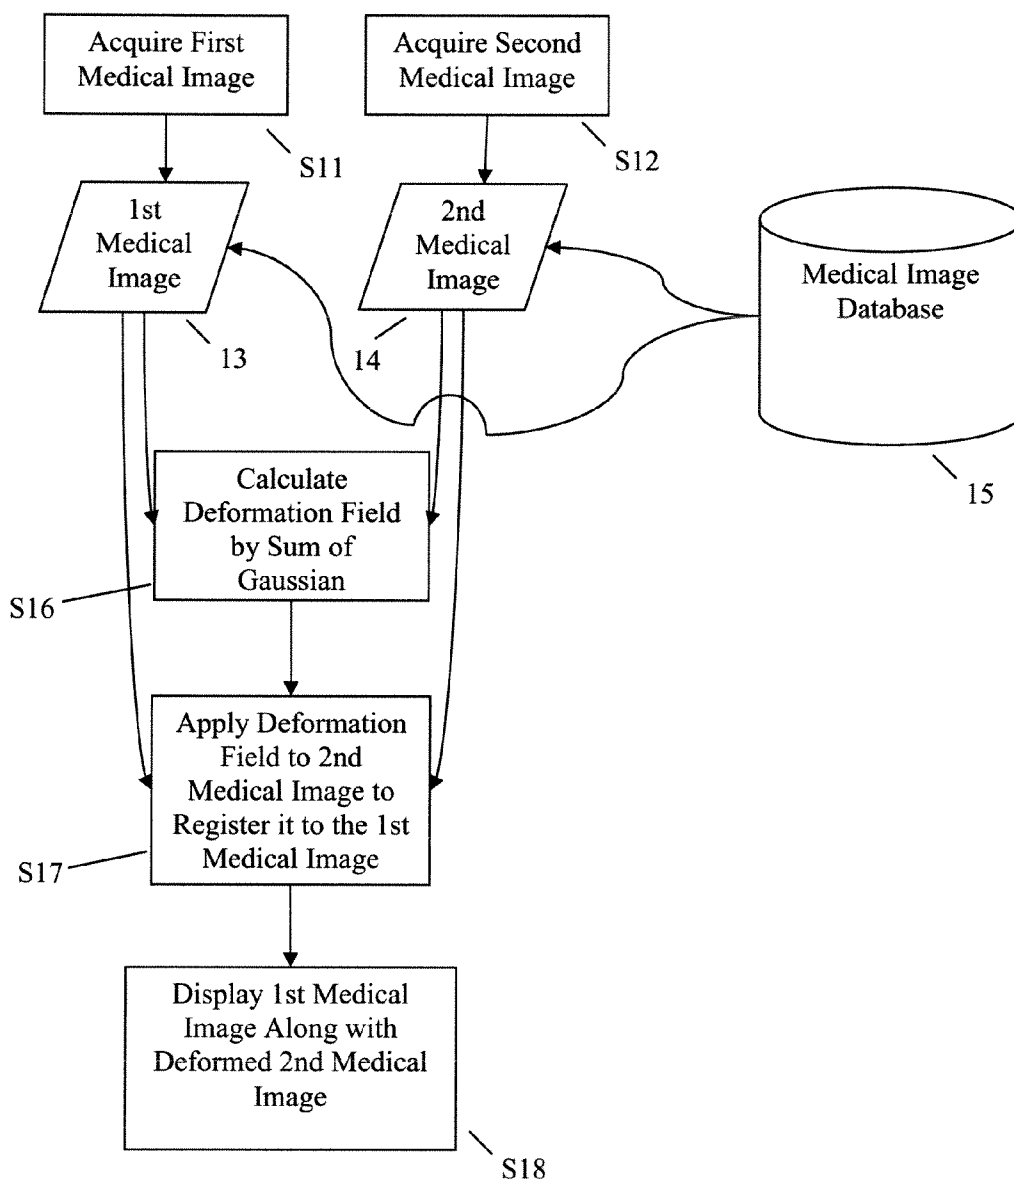 Acquire First
Medical Image
S11
Acquire Second
Medical Image
S12
1st
Medical
Image
13
2nd
Medical
Image
14
Medical Image
Database
15
Calculate
Deformation Field
by Sum of
Gaussian
S16
Apply Deformation
Field to 2nd
Medical Image to
Register it to the 1st
Medical Image
S17
Display 1st Medical
Image Along with
Deformed 2nd Medical
Image
S18